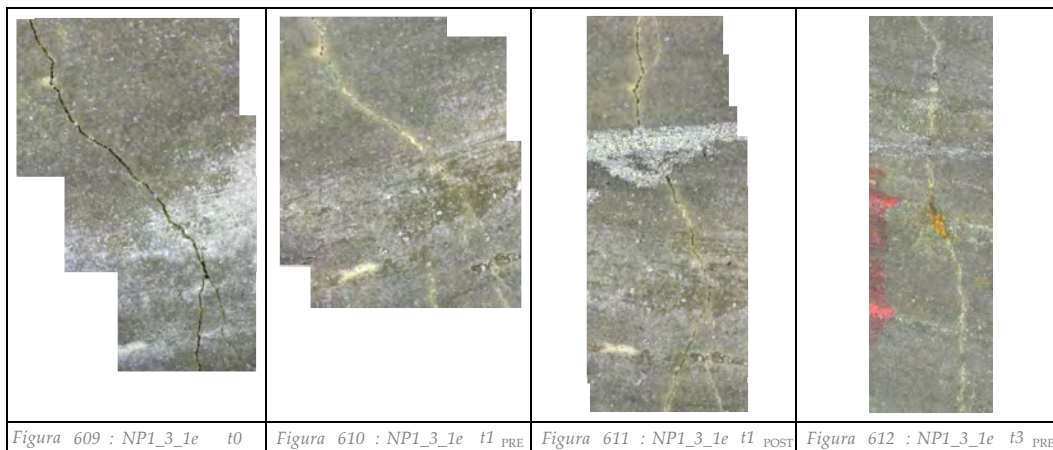 Figura 609 : NP1_3_1e t0
Figura 610 : NP1_3_1e t1 PRE
Figura 611 : NP1_3_1e t1 POST
Figura 612 : NP1_3_1e t3 PRE